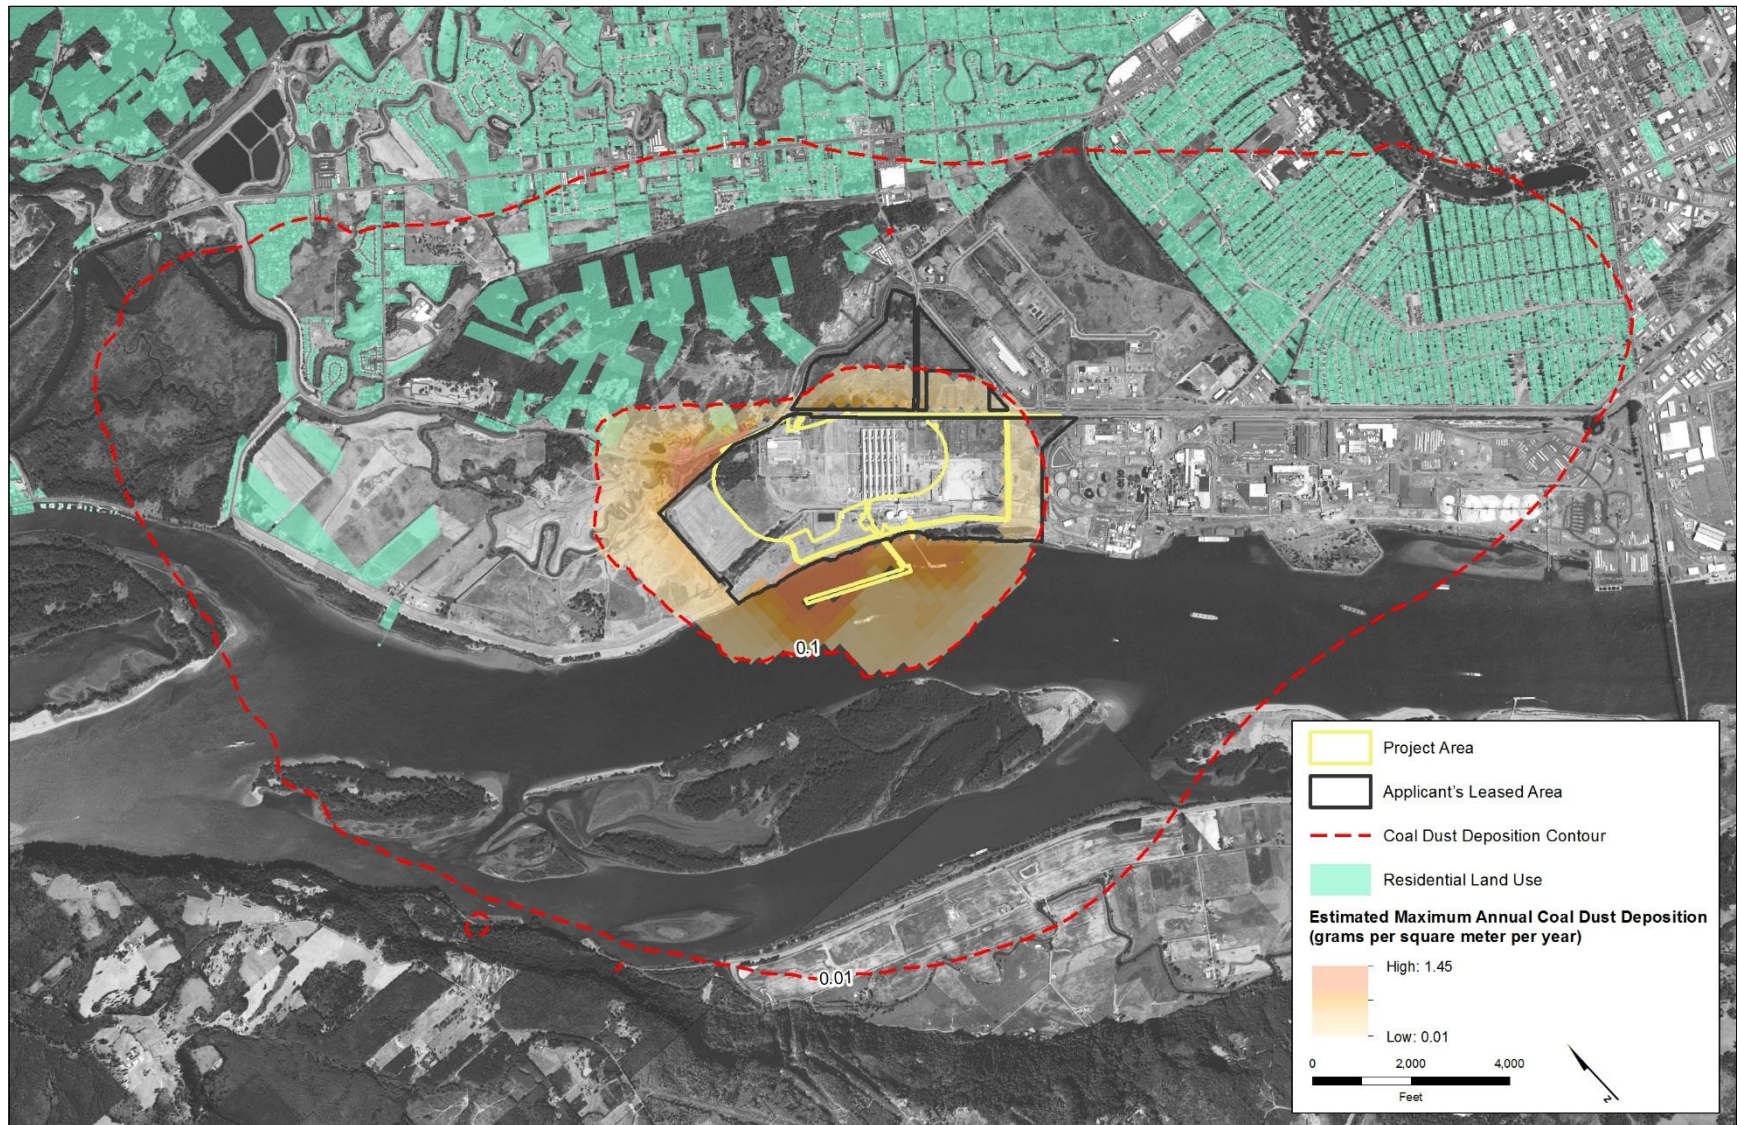 0.1
0.01
Project Area
Applicant's Leased Area
Coal Dust Deposition Contour
Residential Land Use
Estimated Maximum Annual Coal Dust Deposition
(grams per square meter per year)
High: 1.45
Low: 0.01
0 2,000 4,000
Feet
N